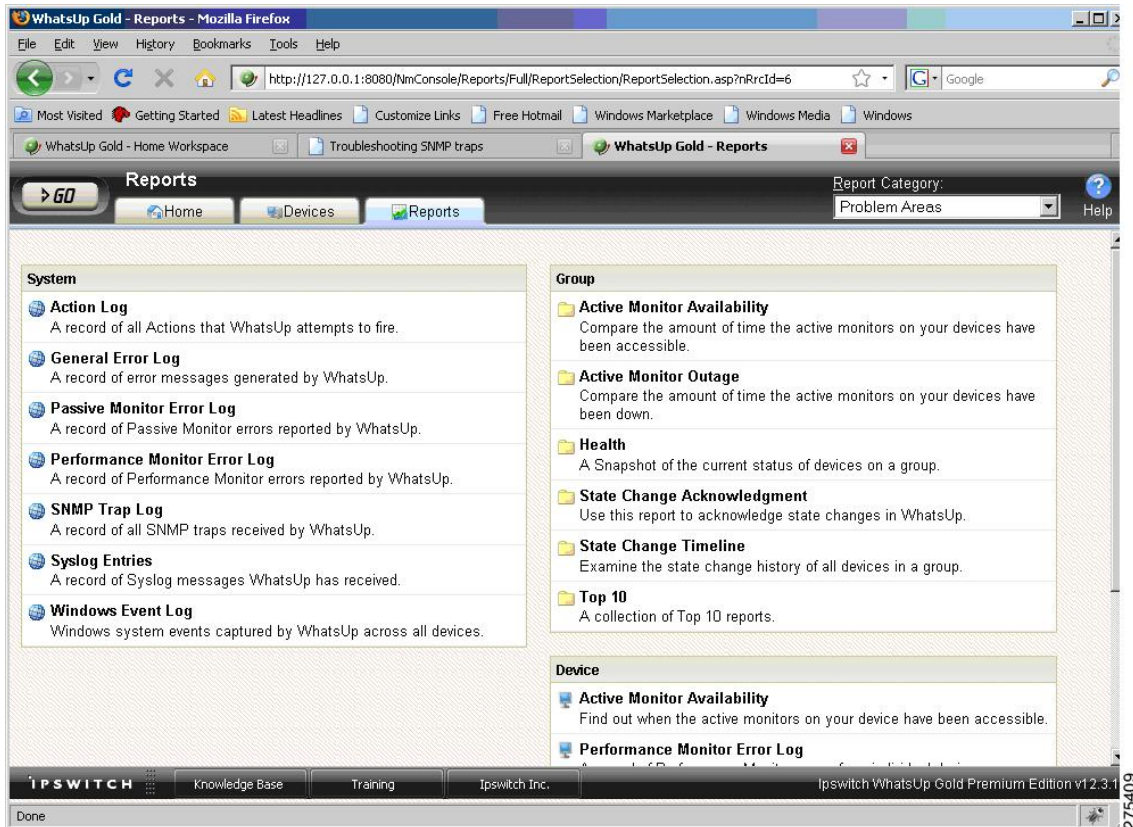 WhatsUp Gold - Reports - Mozilla Firefox
File Edit View History Bookmarks Tools Help
http://127.0.0.1:8080/NmConsole/Reports/Full/ReportSelection/ReportSelection.asp?nRrcId=6
G Google
Most Visited Getting Started Latest Headlines Customize Links Free Hotmail Windows Marketplace Windows Media Windows
WhatsUp Gold - Home Workspace Troubleshooting SNMP traps WhatsUp Gold - Reports
GO
Reports
Report Category:
Home Devices Reports
Problem Areas
Help
System
Action Log
A record of all Actions that WhatsUp attempts to fire.
General Error Log
A record of error messages generated by WhatsUp.
Passive Monitor Error Log
A record of Passive Monitor errors reported by WhatsUp.
Performance Monitor Error Log
A record of Performance Monitor errors reported by WhatsUp.
SNMP Trap Log
A record of all SNMP traps received by WhatsUp.
Syslog Entries
A record of Syslog messages WhatsUp has received.
Windows Event Log
Windows system events captured by WhatsUp across all devices.
Group
Active Monitor Availability
Compare the amount of time the active monitors on your devices have
been accessible.
Active Monitor Outage
Compare the amount of time the active monitors on your devices have
been down.
Health
A Snapshot of the current status of devices on a group.
State Change Acknowledgment
Use this report to acknowledge state changes in WhatsUp.
State Change Timeline
Examine the state change history of all devices in a group.
Top 10
A collection of Top 10 reports.
Device
Active Monitor Availability
Find out when the active monitors on your device have been accessible.
Performance Monitor Error Log
IPSWITCH Knowledge Base Training Ipswitch Inc. Ipswitch WhatsUp Gold Premium Edition v12.3.1
Done
275409